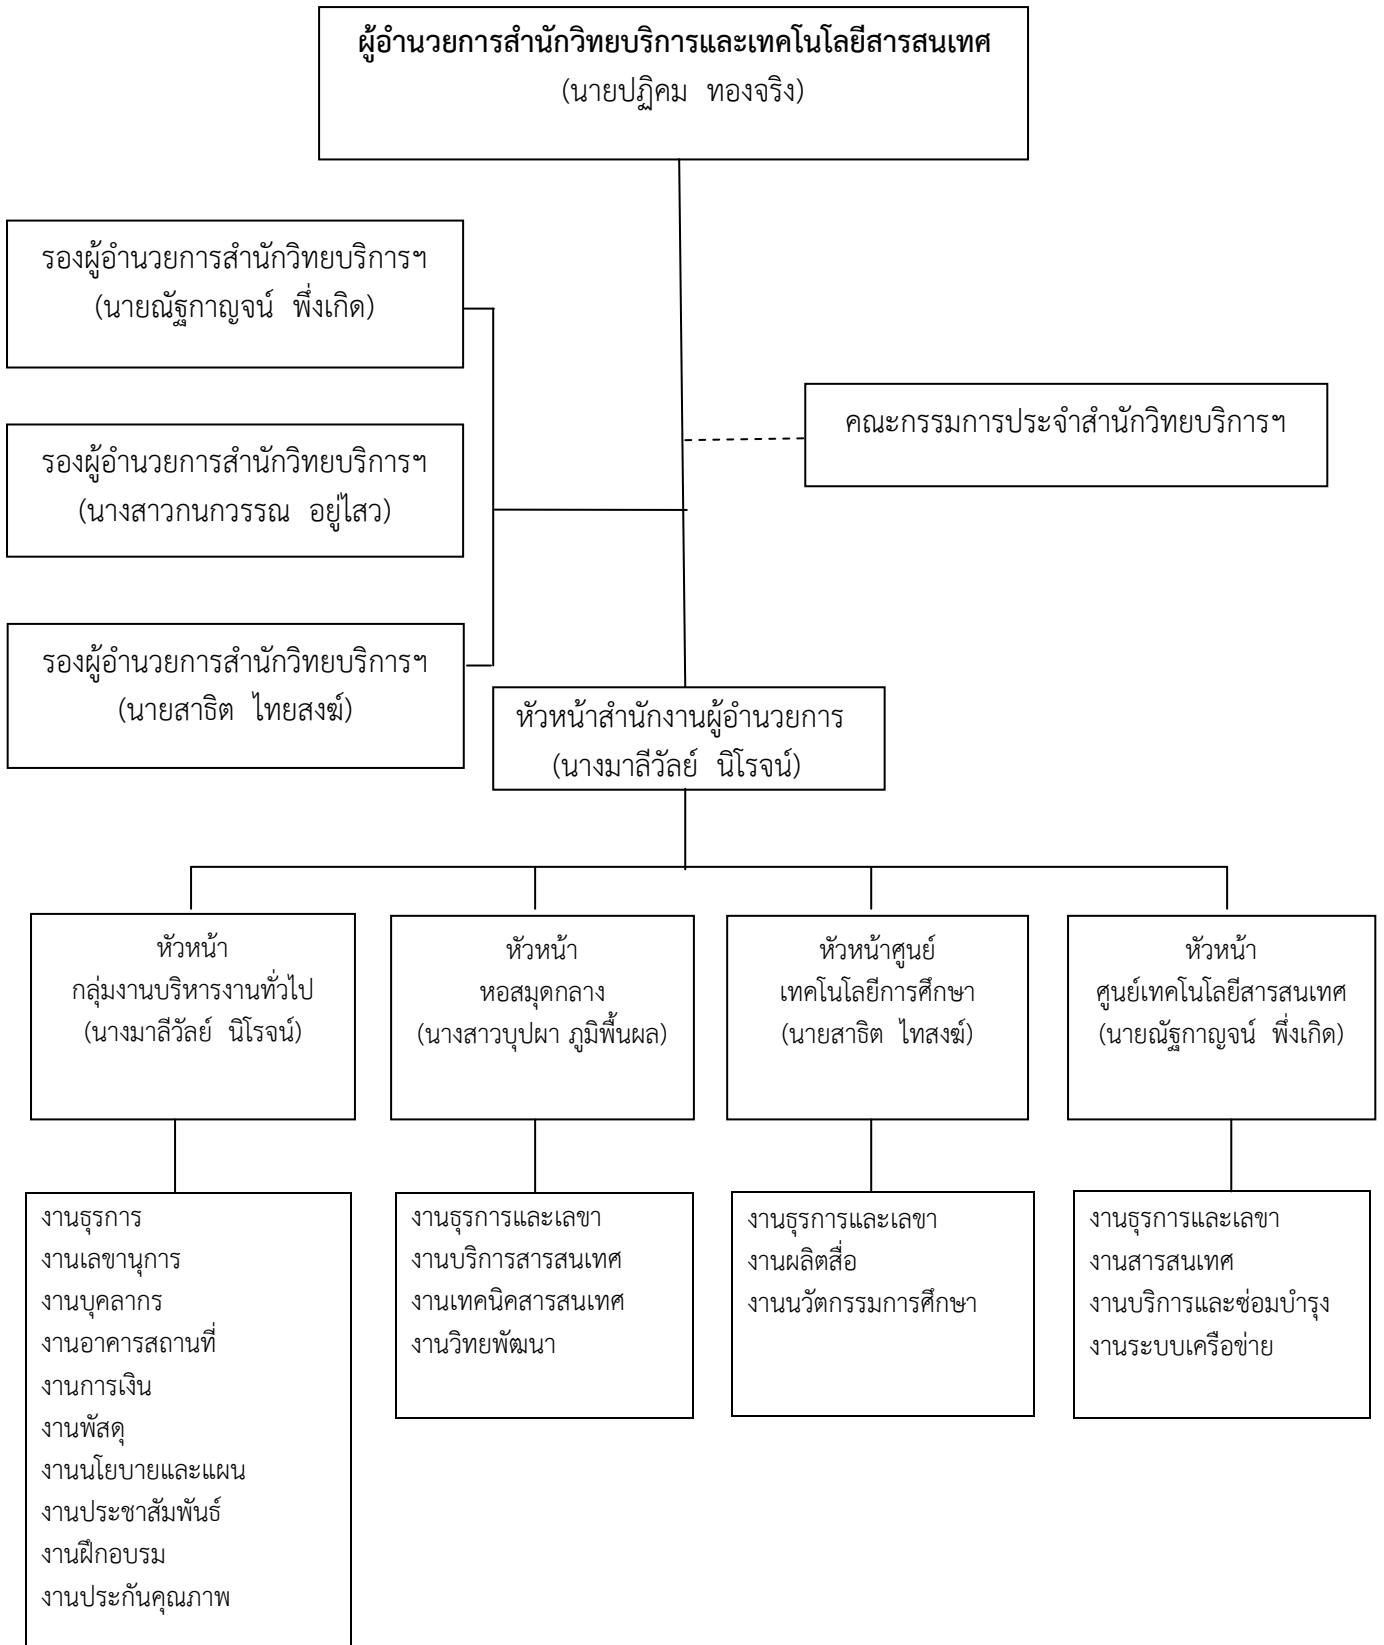 ผู้อำนวยการสำนักวิทยบริการและเทคโนโลยีสารสนเทศ
(นายปฏิคม ทองจริง)
รองผู้อำนวยการสำนักวิทยบริการฯ
(นายณัฐกาญจน์ พึ่งเกิด)
คณะกรรมการประจำสำนักวิทยบริการฯ
รองผู้อำนวยการสำนักวิทยบริการฯ
(นางสาวกนกวรรณ อยู่ไสว)
รองผู้อำนวยการสำนักวิทยบริการฯ
(นายสาธิต ไทยสงฆ์)
หัวหน้าสำนักงานผู้อำนวยการ
(นางมาลีวัลย์ นิโรจน์)
หัวหน้า
กลุ่มงานบริหารงานทั่วไป
(นางมาลีวัลย์ นิโรจน์)
หัวหน้า
หอสมุดกลาง
(นางสาวบุปผา ภูมิพื้นผล)
หัวหน้าศูนย์
เทคโนโลยีการศึกษา
(นายสาธิต ไทสงฆ์)
หัวหน้า
ศูนย์เทคโนโลยีสารสนเทศ
(นายณัฐกาญจน์ พึ่งเกิด)
งานธุรการ
งานเลขานุการ
งานบุคลากร
งานอาคารสถานที่
งานการเงิน
งานพัสดุ
งานนโยบายและแผน
งานประชาสัมพันธ์
งานฝึกอบรม
งานประกันคุณภาพ
งานธุรการและเลขา
งานบริการสารสนเทศ
งานเทคนิคสารสนเทศ
งานวิทยพัฒนา
งานธุรการและเลขา
งานผลิตสื่อ
งานนวัตกรรมการศึกษา
งานธุรการและเลขา
งานสารสนเทศ
งานบริการและซ่อมบำรุง
งานระบบเครือข่าย